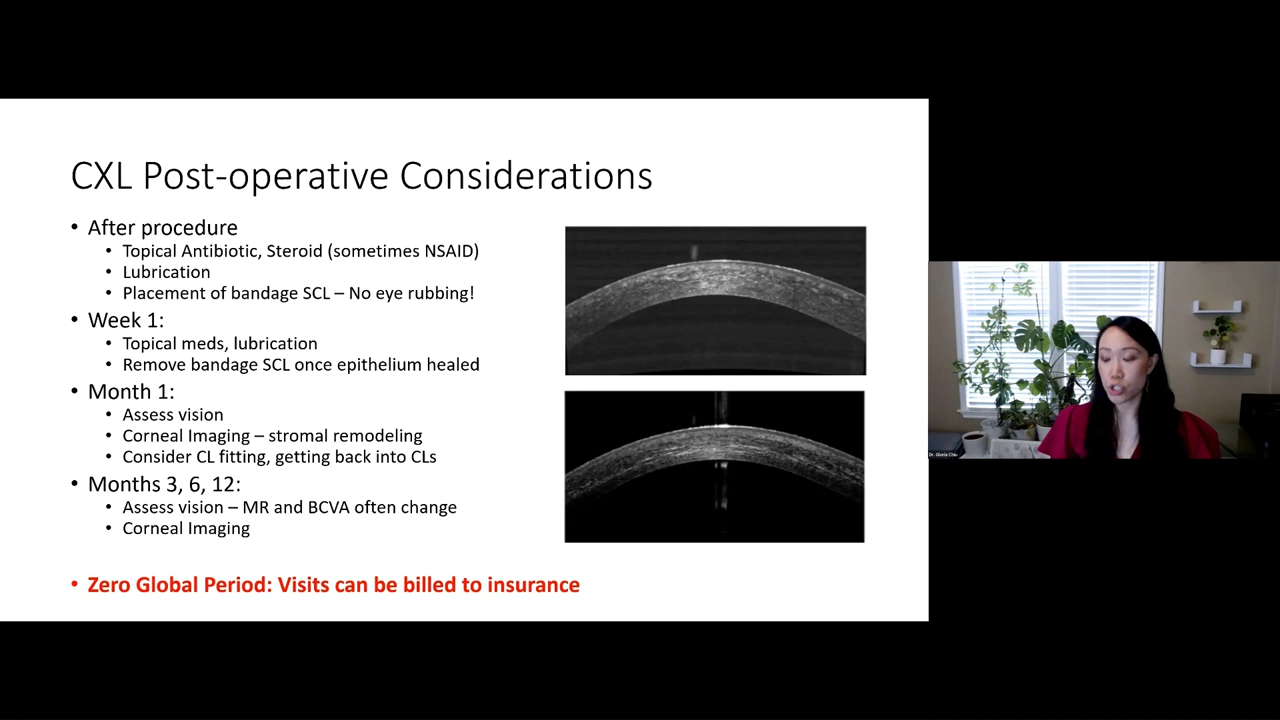 CXL Post-operative Considerations
• After procedure
• Topical Antibiotic, Steroid (sometimes NSAID)
• Lubrication
• Placement of bandage SCL – No eye rubbing!
• Week 1:
• Topical meds, lubrication
• Remove bandage SCL once epithelium healed
• Month 1:
• Assess vision
• Corneal Imaging – stromal remodeling
• Consider CL fitting, getting back into CLs
• Months 3, 6, 12:
• Assess vision – MR and BCVA often change
• Corneal Imaging
• Zero Global Period: Visits can be billed to insurance
Dr. Gloria Chiu